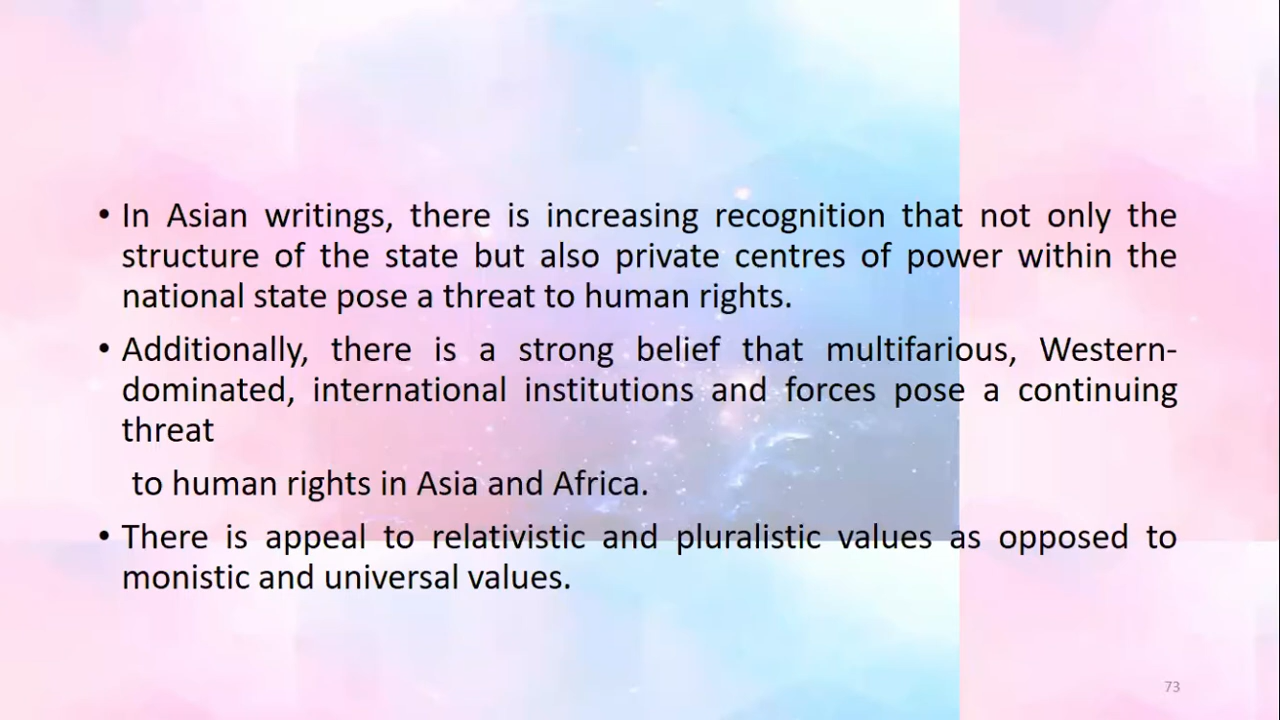 • In Asian writings, there is increasing recognition that not only the
structure of the state but also private centres of power within the
national state pose a threat to human rights.
• Additionally, there is a strong belief that multifarious, Western-
dominated, international institutions and forces pose a continuing
threat
to human rights in Asia and Africa.
• There is appeal to relativistic and pluralistic values as opposed to
monistic and universal values.
73